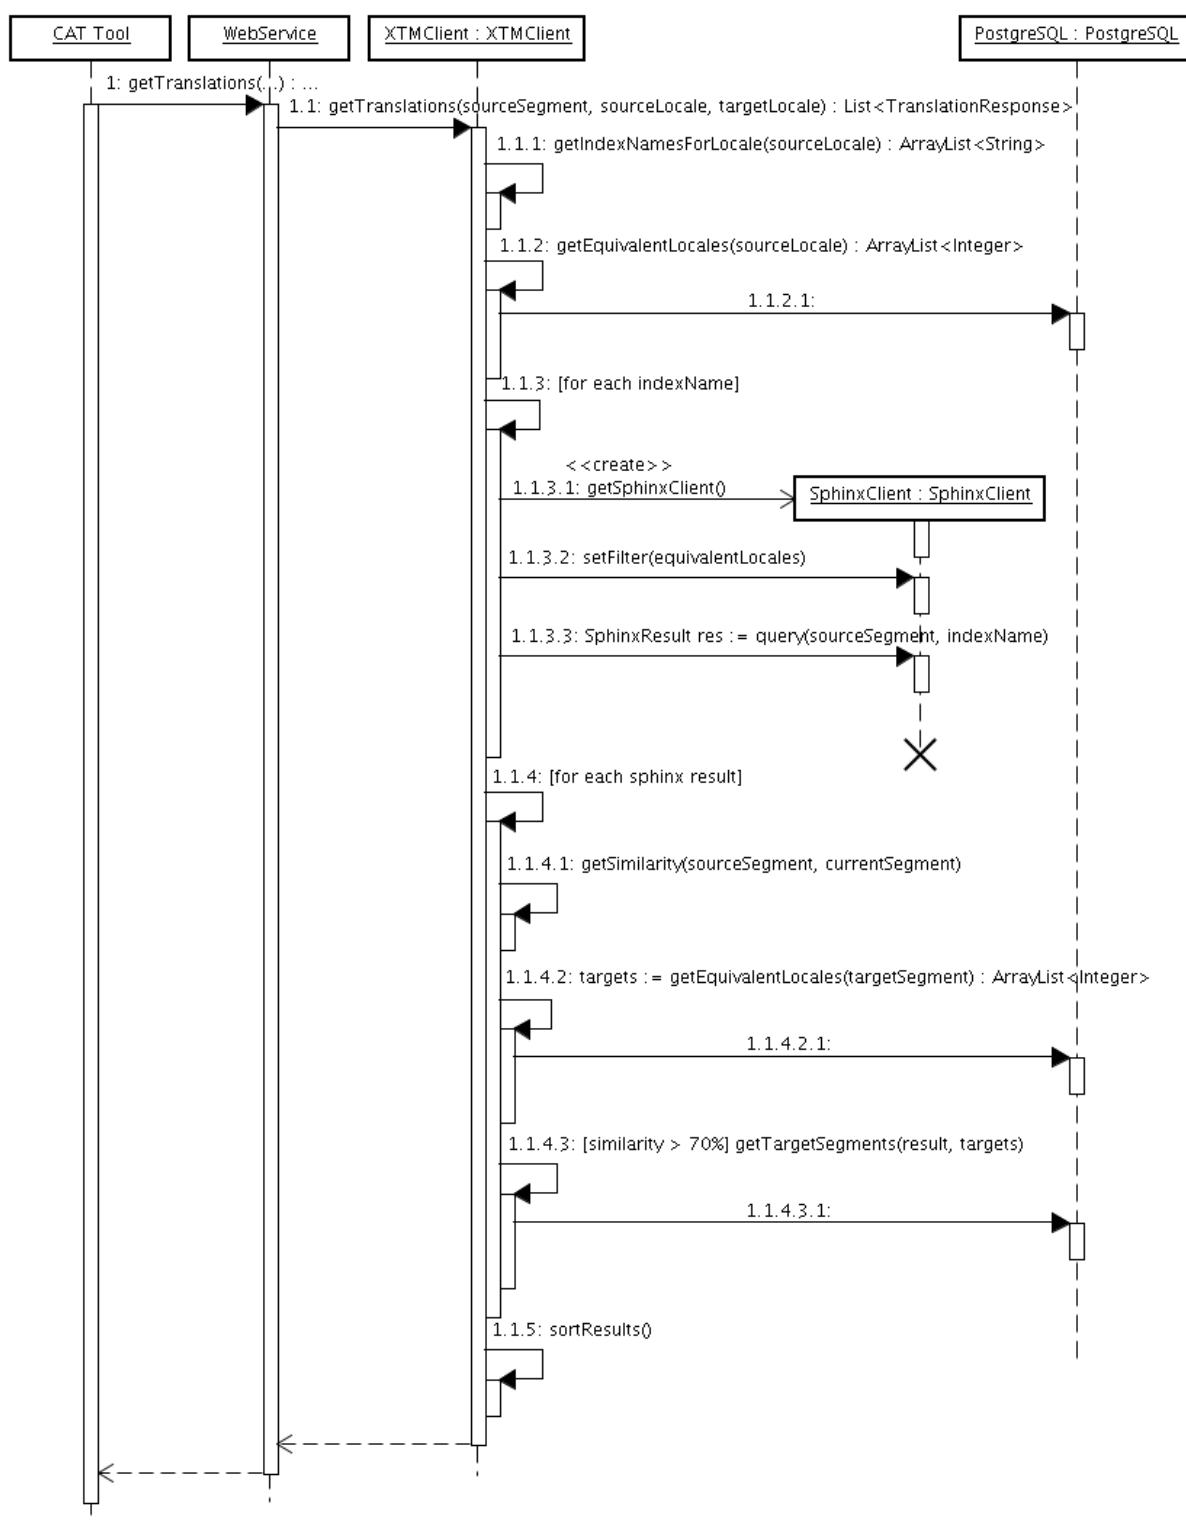 CAT Tool
WebService
XTMClient : XTMClient
PostgreSQL : PostgreSQL
1: getTranslations(...) : ...
1.1: getTranslations(sourceSegment, sourceLocale, targetLocale) : List<TranslationResponse>
1.1.1: getIndexNamesForLocale(sourceLocale) : ArrayList<String>
1.1.2: getEquivalentLocales(sourceLocale) : ArrayList<Integer>
1.1.2.1:
1.1.3: [for each indexName]
<<create>>
1.1.3.1: getSphinxClient()
SphinxClient : SphinxClient
1.1.3.2: setFilter(equivalentLocales)
1.1.3.3: SphinxResult res := query(sourceSegment, indexName)
1.1.4: [for each sphinx result]
1.1.4.1: getSimilarity(sourceSegment, currentSegment)
1.1.4.2: targets := getEquivalentLocales(targetSegment) : ArrayList<Integer>
1.1.4.2.1:
1.1.4.3: [similarity > 70%] getTargetSegments(result, targets)
1.1.4.3.1:
1.1.5: sortResults()